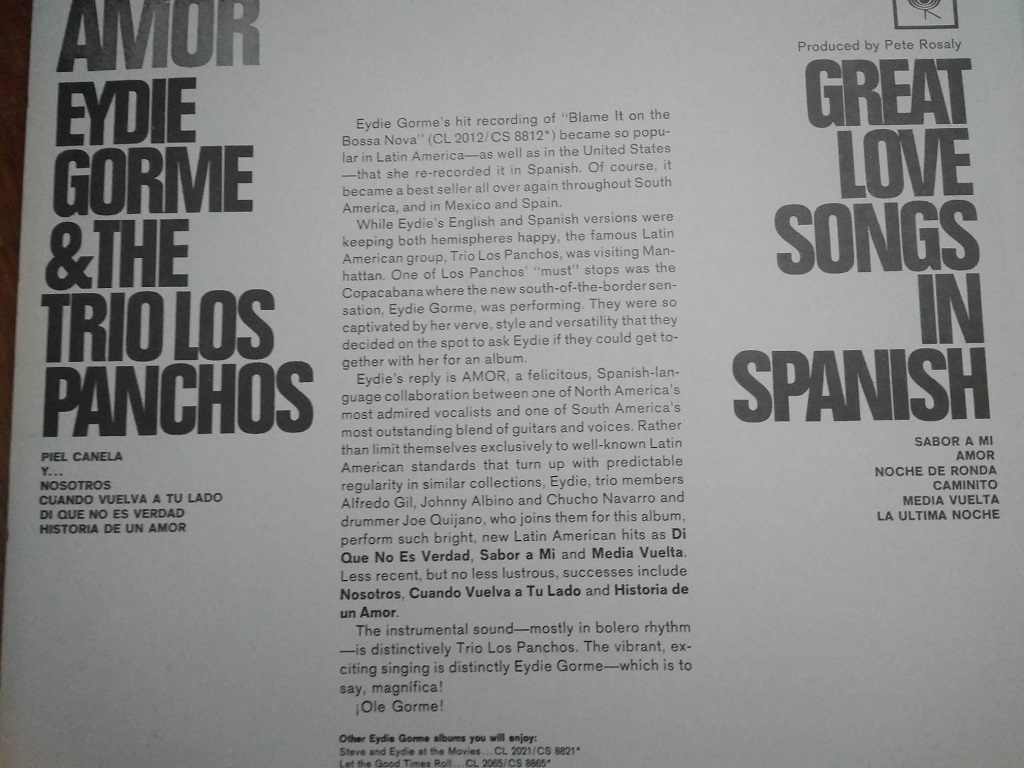 AMOR
EYDIE
GORME
& THE
TRIO LOS
PANCHOS
PIEL CANELA
Y...
NOSOTROS
CUANDO VUELVA A TU LADO
DI QUE NO ES VERDAD
HISTORIA DE UN AMOR
Eydie Gorme's hit recording of "Blame It on the
Bossa Nova" (CL 2012/CS 8812*) became so popu-
lar in Latin America—as well as in the United States
—that she re-recorded it in Spanish. Of course, it
became a best seller all over again throughout South
America, and in Mexico and Spain.
While Eydie's English and Spanish versions were
keeping both hemispheres happy, the famous Latin
American group, Trio Los Panchos, was visiting Man-
hattan. One of Los Panchos' "must" stops was the
Copacabana where the new south-of-the-border sen-
sation, Eydie Gorme, was performing. They were so
captivated by her verve, style and versatility that they
decided on the spot to ask Eydie if they could get to-
gether with her for an album.
Eydie's reply is AMOR, a felicitous, Spanish-lan-
guage collaboration between one of North America's
most admired vocalists and one of South America's
most outstanding blend of guitars and voices. Rather
than limit themselves exclusively to well-known Latin
American standards that turn up with predictable
regularity in similar collections, Eydie, trio members
Alfredo Gil, Johnny Albino and Chucho Navarro and
drummer Joe Quijano, who joins them for this album,
perform such bright, new Latin American hits as Di
Que No Es Verdad, Sabor a Mi and Media Vuelta.
Less recent, but no less lustrous, successes include
Nosotros, Cuando Vuelva a Tu Lado and Historia de
un Amor.
The instrumental sound—mostly in bolero rhythm
—is distinctively Trio Los Panchos. The vibrant, ex-
citing singing is distinctly Eydie Gorme—which is to
say, magnifica!
¡Ole Gorme!
Other Eydie Gorme albums you will enjoy:
Steve and Eydie at the Movies... CL 2021/CS 8821*
Let the Good Times Roll... CL 2065/CS 8865*
Produced by Pete Rosaly
GREAT
LOVE
SONGS
IN
SPANISH
SABOR A MI
AMOR
NOCHE DE RONDA
CAMINITO
MEDIA VUELTA
LA ULTIMA NOCHE